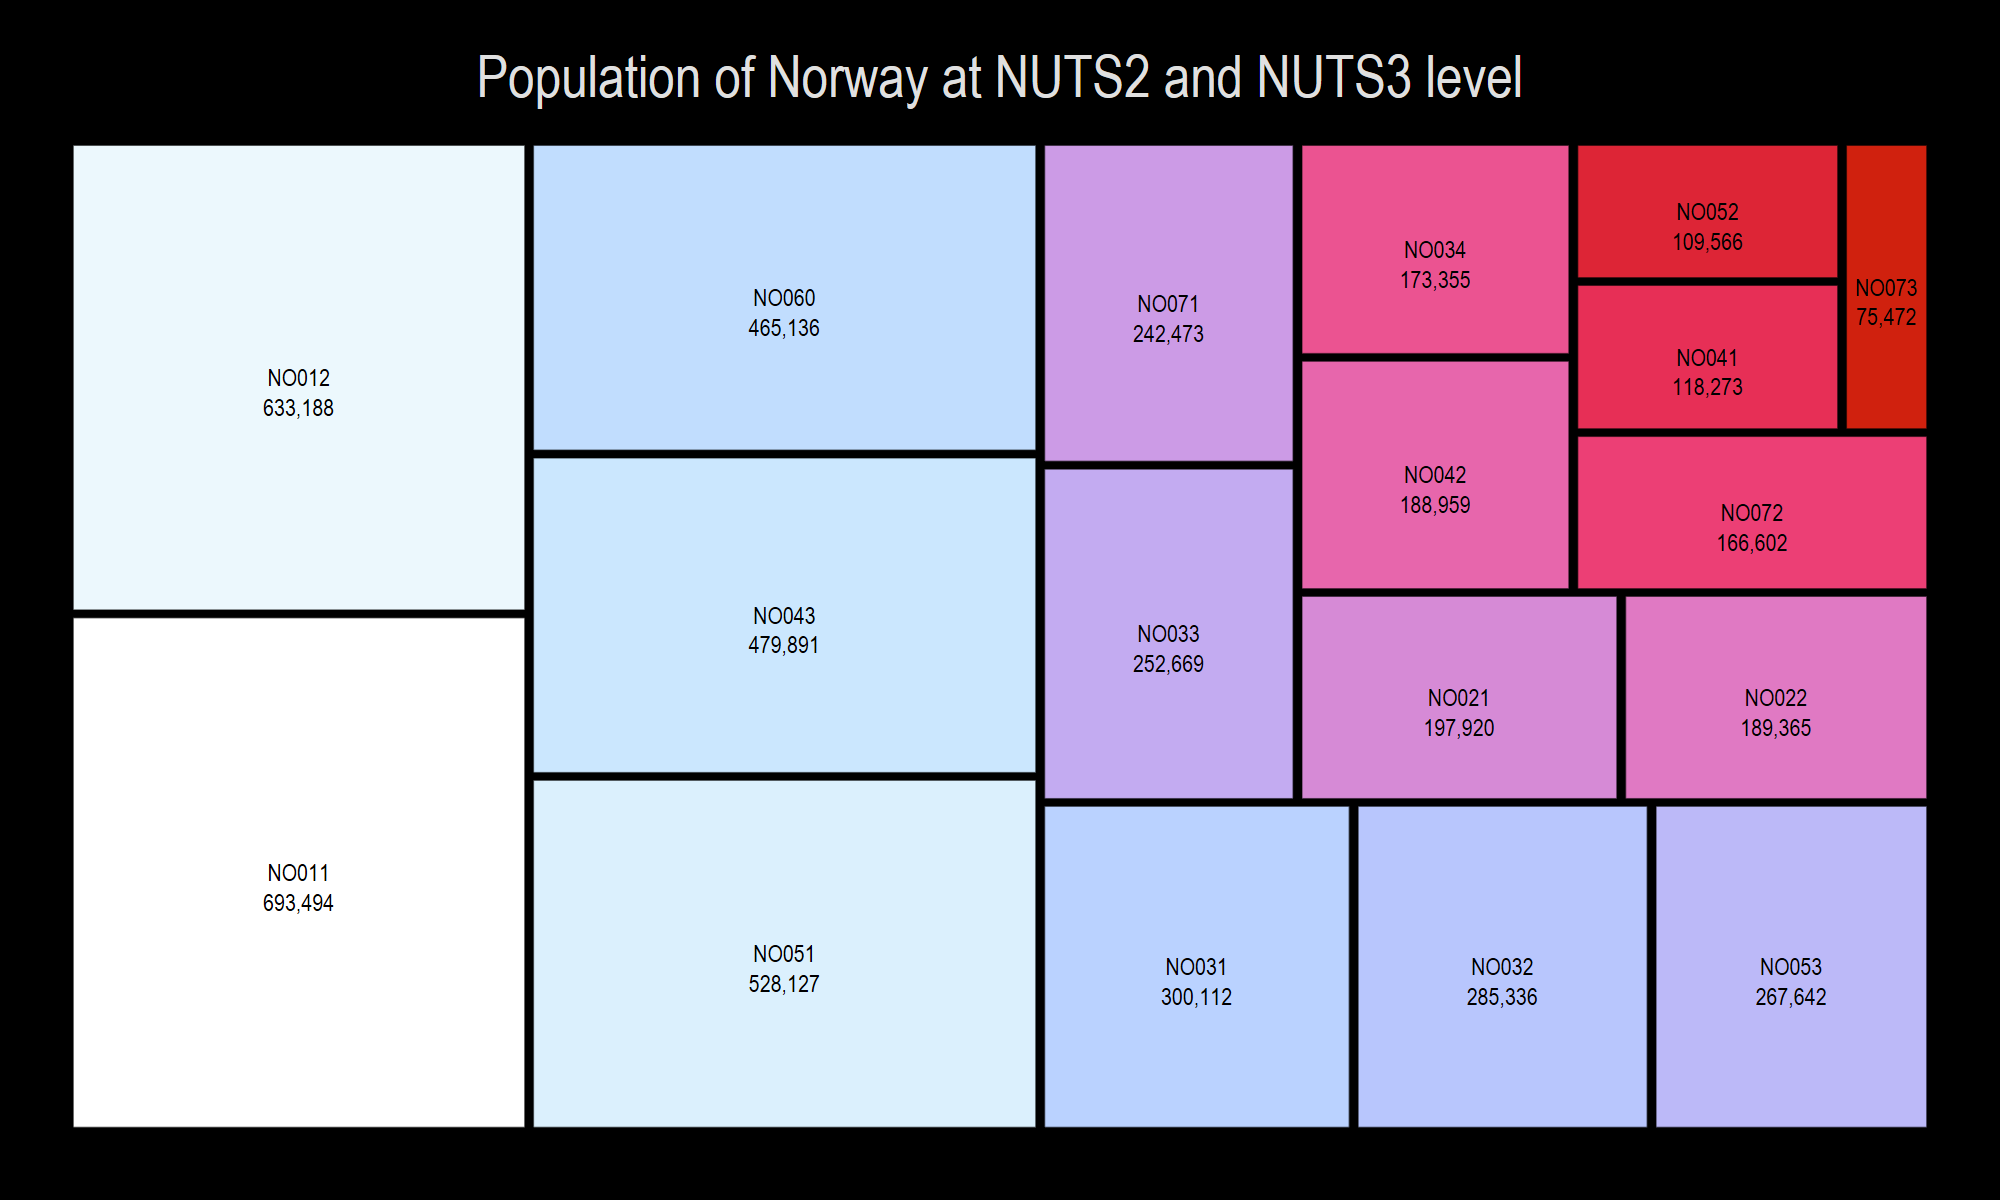 Population of Norway at NUTS2 and NUTS3 level
NO012
633,188
NO011
693,494
NO060
465,136
NO043
479,891
NO051
528,127
NO071
242,473
NO033
252,669
NO034
173,355
NO042
188,959
NO052
109,566
NO041
118,273
NO073
75,472
NO072
166,602
NO021
197,920
NO022
189,365
NO031
300,112
NO032
285,336
NO053
267,642